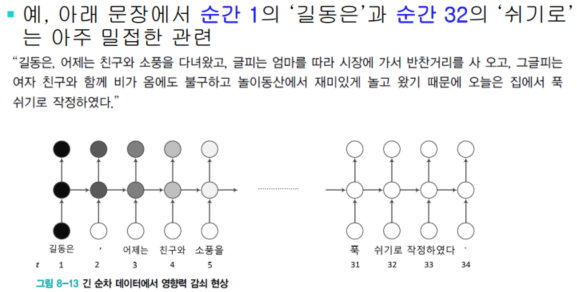 예, 아래 문장에서 순간 1의 ‘길동은’과 순간 32의 ‘쉬기로’
는 아주 밀접한 관련
“길동은, 어제는 친구와 소풍을 다녀왔고, 글피는 엄마를 따라 시장에 가서 반찬거리를 사 오고, 그글피는
여자 친구와 함께 비가 옴에도 불구하고 놀이동산에서 재미있게 놀고 왔기 때문에 오늘은 집에서 푹
쉬기로 작정하였다.”
길동은 , 어제는 친구와 소풍을 푹 쉬기로 작정하였다 .
t 1 2 3 4 5 31 32 33 34
그림 8-13 긴 순차 데이터에서 영향력 감쇠 현상